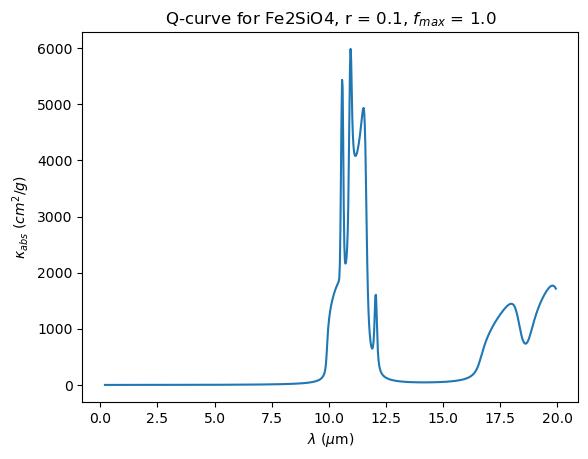 Q-curve for Fe2SiO4, r = 0.1, f_max = 1.0
κ_abs (cm²/g)
6000
5000
4000
3000
2000
1000
0
0.0 2.5 5.0 7.5 10.0 12.5 15.0 17.5 20.0
λ (μm)